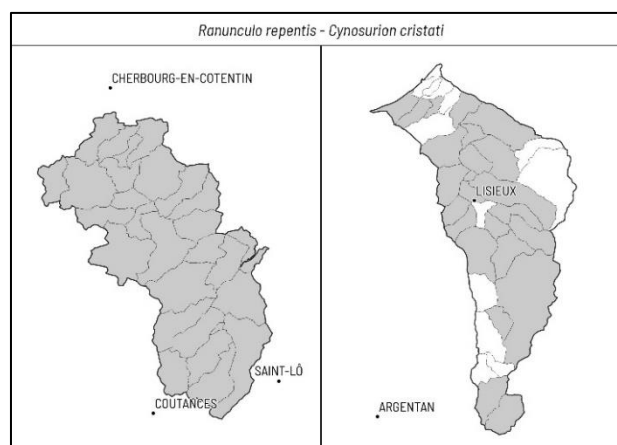 Ranunculo repentis - Cynosurion cristati
CHERBOURG-EN-COTENTIN
LISIEUX
SAINT-LÔ
COUTANCES
ARGENTAN